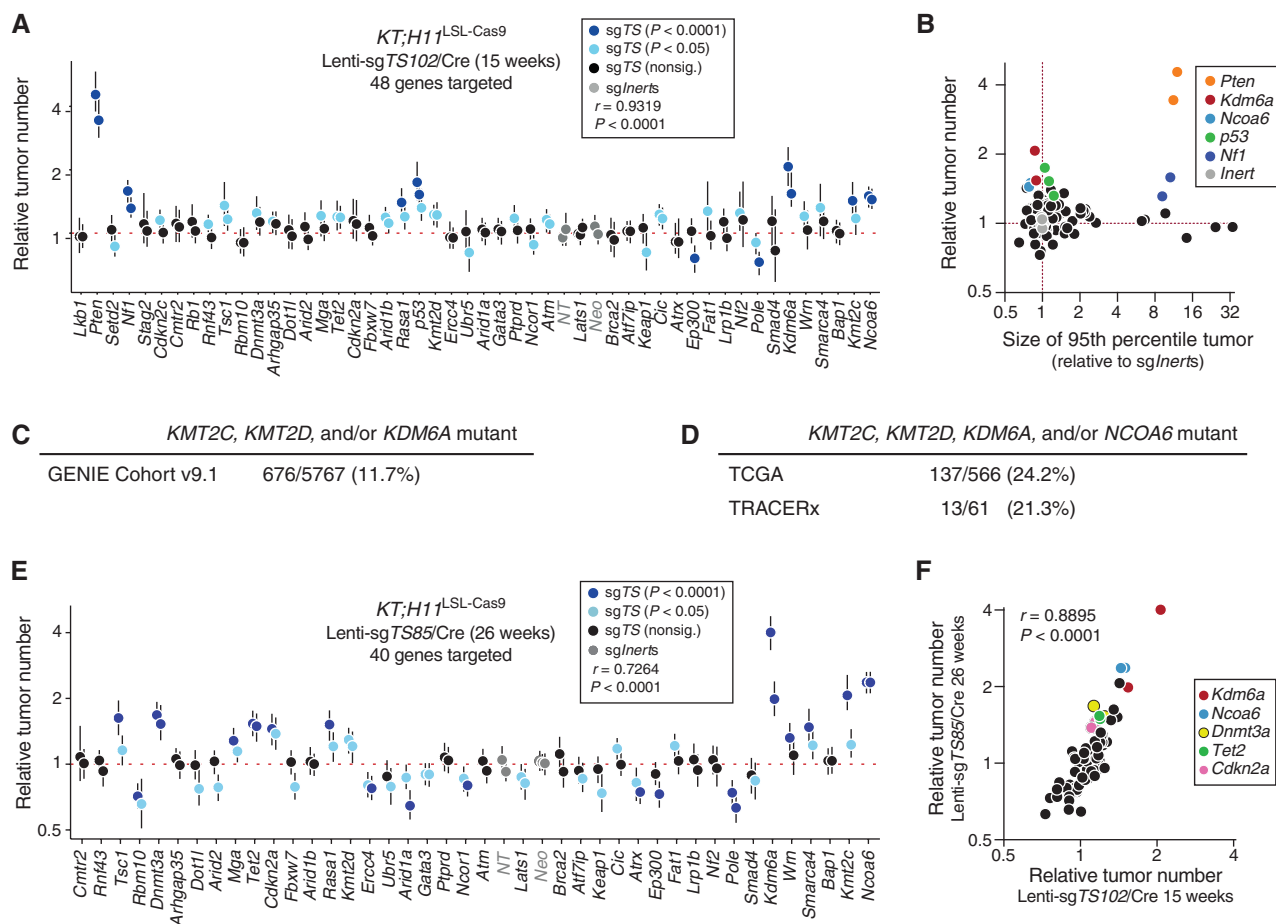 A
KT;H11LSL-Cas9
Lenti-sgTS102/Cre (15 weeks)
48 genes targeted
sgTS (P < 0.0001)
sgTS (P < 0.05)
sgTS (nonsig.)
sgInerts
r = 0.9319
P < 0.0001
Relative tumor number
4
2
1
Lkb1
Pten
Setd2
Nf1
Stag2
Cdkn2c
Cmtr2
Rb1
Rnf43
Tsc1
Rbm10
Dnmt3a
Arhgap35
Dot1l
Arid2
Mga
Tet2
Cdkn2a
Fbxw7
Arid1b
Rasa1
p53
Kmt2d
Ercc4
Ubr5
Arid1a
Gata3
Ptprd
Ncor1
Atm
NT
Lats1
Neo
Brca2
Atf7ip
Keap1
Cic
Atrx
Ep300
Fat1
Lrp1b
Nf2
Pole
Smad4
Kdm6a
Wrn
Smarca4
Bap1
Kmt2c
Ncoa6
B
Relative tumor number
4
2
1
0.5
0.5
1
2
4
8
16
32
Size of 95th percentile tumor
(relative to sgInerts)
Pten
Kdm6a
Ncoa6
p53
Nf1
Inert
C
KMT2C, KMT2D, and/or KDM6A mutant
GENIE Cohort v9.1 676/5767 (11.7%)
D
KMT2C, KMT2D, KDM6A, and/or NCOA6 mutant
TCGA 137/566 (24.2%)
TRACERx 13/61 (21.3%)
E
KT;H11LSL-Cas9
Lenti-sgTS85/Cre (26 weeks)
40 genes targeted
sgTS (P < 0.0001)
sgTS (P < 0.05)
sgTS (nonsig.)
sgInerts
r = 0.7264
P < 0.0001
Relative tumor number
4
2
1
0.5
Cmtr2
Rnf43
Tsc1
Rbm10
Dnmt3a
Arhgap35
Dot1l
Arid2
Mga
Tet2
Cdkn2a
Fbxw7
Arid1b
Rasa1
Kmt2d
Ercc4
Ubr5
Arid1a
Gata3
Ptprd
Ncor1
Atm
NT
Lats1
Neo
Brca2
Atf7ip
Keap1
Cic
Atrx
Ep300
Fat1
Lrp1b
Nf2
Pole
Smad4
Kdm6a
Wrn
Smarca4
Bap1
Kmt2c
Ncoa6
F
r = 0.8895
P < 0.0001
Relative tumor number
Lenti-sgTS85/Cre 26 weeks
4
2
1
0.5
0.5
1
2
4
Relative tumor number
Lenti-sgTS102/Cre 15 weeks
Kdm6a
Ncoa6
Dnmt3a
Tet2
Cdkn2a